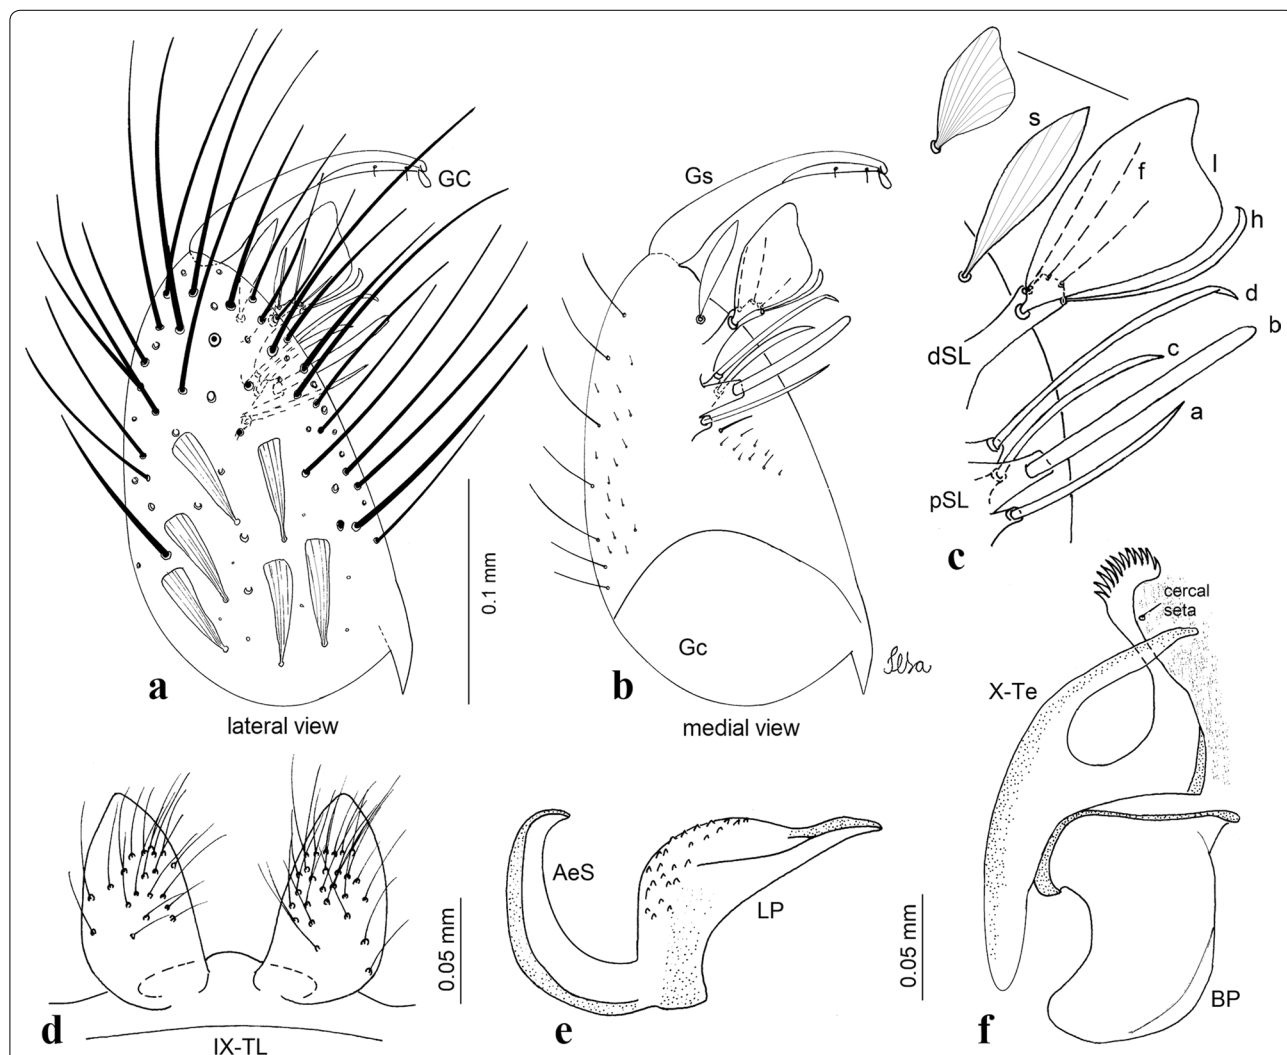 GC
0.1 mm
a
lateral view
Gs
Gc
b
medial view
s
f
l
h
d
b
c
a
dSL
pSL
c
cercal
seta
X-Te
BP
f
IX-TL
d
0.05 mm
AeS
LP
e
0.05 mm